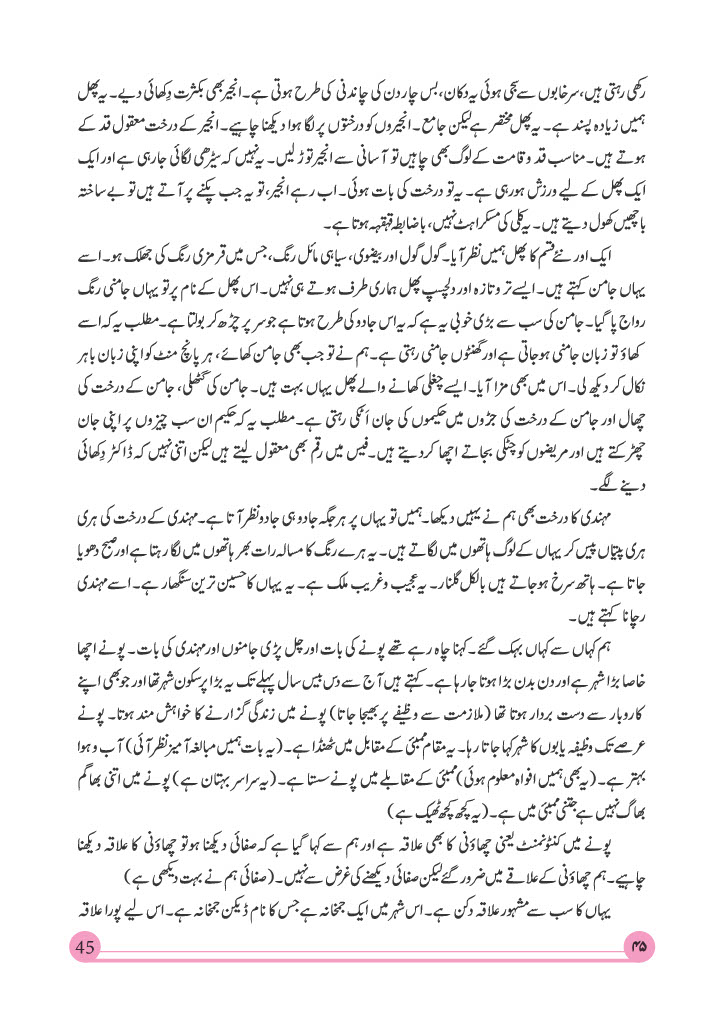 رکھی رہتی ہیں، سرخابوں سے سجی ہوئی یہ دکان، بس چار دن کی چاندنی کی طرح ہوتی ہے۔ انجیر بھی بکثرت دِکھائی دیے۔ یہ پھل
ہمیں زیادہ پسند ہے۔ یہ پھل مختصر ہے لیکن جامع۔ انجیروں کو درختوں پر لگا ہوا دیکھنا چاہیے۔ انجیر کے درخت معقول قد کے
ہوتے ہیں۔ مناسب قد و قامت کے لوگ بھی چاہیں تو آسانی سے انجیر توڑ لیں۔ یہ نہیں کہ سیڑھی لگائی جا رہی ہے اور ایک
ایک پھل کے لیے ورزش ہو رہی ہے۔ یہ تو درخت کی بات ہوئی۔ اب رہے انجیر، تو یہ جب پکنے پر آتے ہیں تو بے ساختہ
باچھیں کھول دیتے ہیں۔ یہ کلی کی مسکراہٹ نہیں، باضابطہ قہقہہ ہوتا ہے۔
ایک اور نئے قسم کا پھل ہمیں نظر آیا۔ گول گول اور بیضوی، سیاہی مائل رنگ، جس میں قرمزی رنگ کی جھلک ہو۔ اسے
یہاں جامن کہتے ہیں۔ ایسے تر و تازہ اور دلچسپ پھل ہماری طرف ہوتے ہی نہیں۔ اس پھل کے نام پر تو یہاں جامنی رنگ
رواج پا گیا۔ جامن کی سب سے بڑی خوبی یہ ہے کہ یہ اس جادو کی طرح ہوتا ہے جو سر پر چڑھ کر بولتا ہے۔ مطلب یہ کہ اسے
کھاؤ تو زبان جامنی ہو جاتی ہے اور گھنٹوں جامنی رہتی ہے۔ ہم نے تو جب بھی جامن کھائے، ہر پانچ منٹ کو اپنی زبان باہر
نکال کر دیکھ لی۔ اس میں بھی مزا آیا۔ ایسے چغلی کھانے والے پھل یہاں بہت ہیں۔ جامن کی گٹھلی، جامن کے درخت کی
چھال اور جامن کے درخت کی جڑوں میں حکیموں کی جان اَٹکی رہتی ہے۔ مطلب یہ کہ حکیم ان سب چیزوں پر اپنی جان
چھڑکتے ہیں اور مریضوں کو چٹکی بجاتے اچھا کر دیتے ہیں۔ فیس میں رقم بھی معقول لیتے ہیں لیکن اتنی نہیں کہ ڈاکٹر دِکھائی
دینے لگے۔
مہندی کا درخت بھی ہم نے یہیں دیکھا۔ ہمیں تو یہاں پر ہر جگہ جادو ہی جادو نظر آتا ہے۔ مہندی کے درخت کی ہری
ہری پتیاں پیس کر یہاں کے لوگ ہاتھوں میں لگاتے ہیں۔ یہ ہرے رنگ کا مسالہ رات بھر ہاتھوں میں لگا رہتا ہے اور صبح دھویا
جاتا ہے۔ ہاتھ سرخ ہو جاتے ہیں بالکل گلنار۔ یہ عجیب و غریب ملک ہے۔ یہ یہاں کا حسین ترین سنگھار ہے۔ اسے مہندی
رچانا کہتے ہیں۔
ہم کہاں سے کہاں بہک گئے۔ کہنا چاہ رہے تھے پونے کی بات اور چل پڑی جامنوں اور مہندی کی بات۔ پونے اچھا
خاصا بڑا شہر ہے اور دن بدن بڑا ہوتا جا رہا ہے۔ کہتے ہیں آج سے دس بیس سال پہلے تک یہ بڑا پرسکون شہر تھا اور جو بھی اپنے
کاروبار سے دست بردار ہوتا تھا (ملازمت سے وظیفے پر بھیجا جاتا) پونے میں زندگی گزارنے کا خواہش مند ہوتا۔ پونے
عرصے تک وظیفہ یابوں کا شہر کہا جاتا رہا۔ یہ مقام ممبئی کے مقابل میں ٹھنڈا ہے۔ (یہ بات ہمیں مبالغہ آمیز نظر آئی) آب و ہوا
بہتر ہے۔ (یہ بھی ہمیں افواہ معلوم ہوئی) ممبئی کے مقابلے میں پونے سستا ہے۔ (یہ سراسر بہتان ہے) پونے میں اتنی بھاگم
بھاگ نہیں ہے جتنی ممبئی میں ہے۔ (یہ کچھ کچھ ٹھیک ہے)
پونے میں کنٹونمنٹ یعنی چھاؤنی کا بھی علاقہ ہے اور ہم سے کہا گیا ہے کہ صفائی دیکھنا ہو تو چھاؤنی کا علاقہ دیکھنا
چاہیے۔ ہم چھاؤنی کے علاقے میں ضرور گئے لیکن صفائی دیکھنے کی غرض سے نہیں۔ (صفائی ہم نے بہت دیکھی ہے)
یہاں کا سب سے مشہور علاقہ دکن ہے۔ اس شہر میں ایک جمخانہ ہے جس کا نام ڈیکن جمخانہ ہے۔ اس لیے پورا علاقہ
۴۵
45